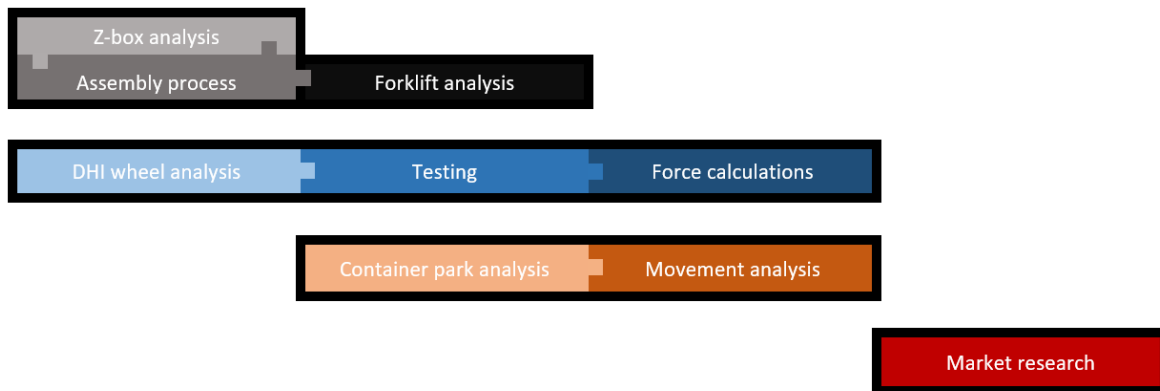 Z-box analysis
Assembly process
Forklift analysis
DHI wheel analysis
Testing
Force calculations
Container park analysis
Movement analysis
Market research